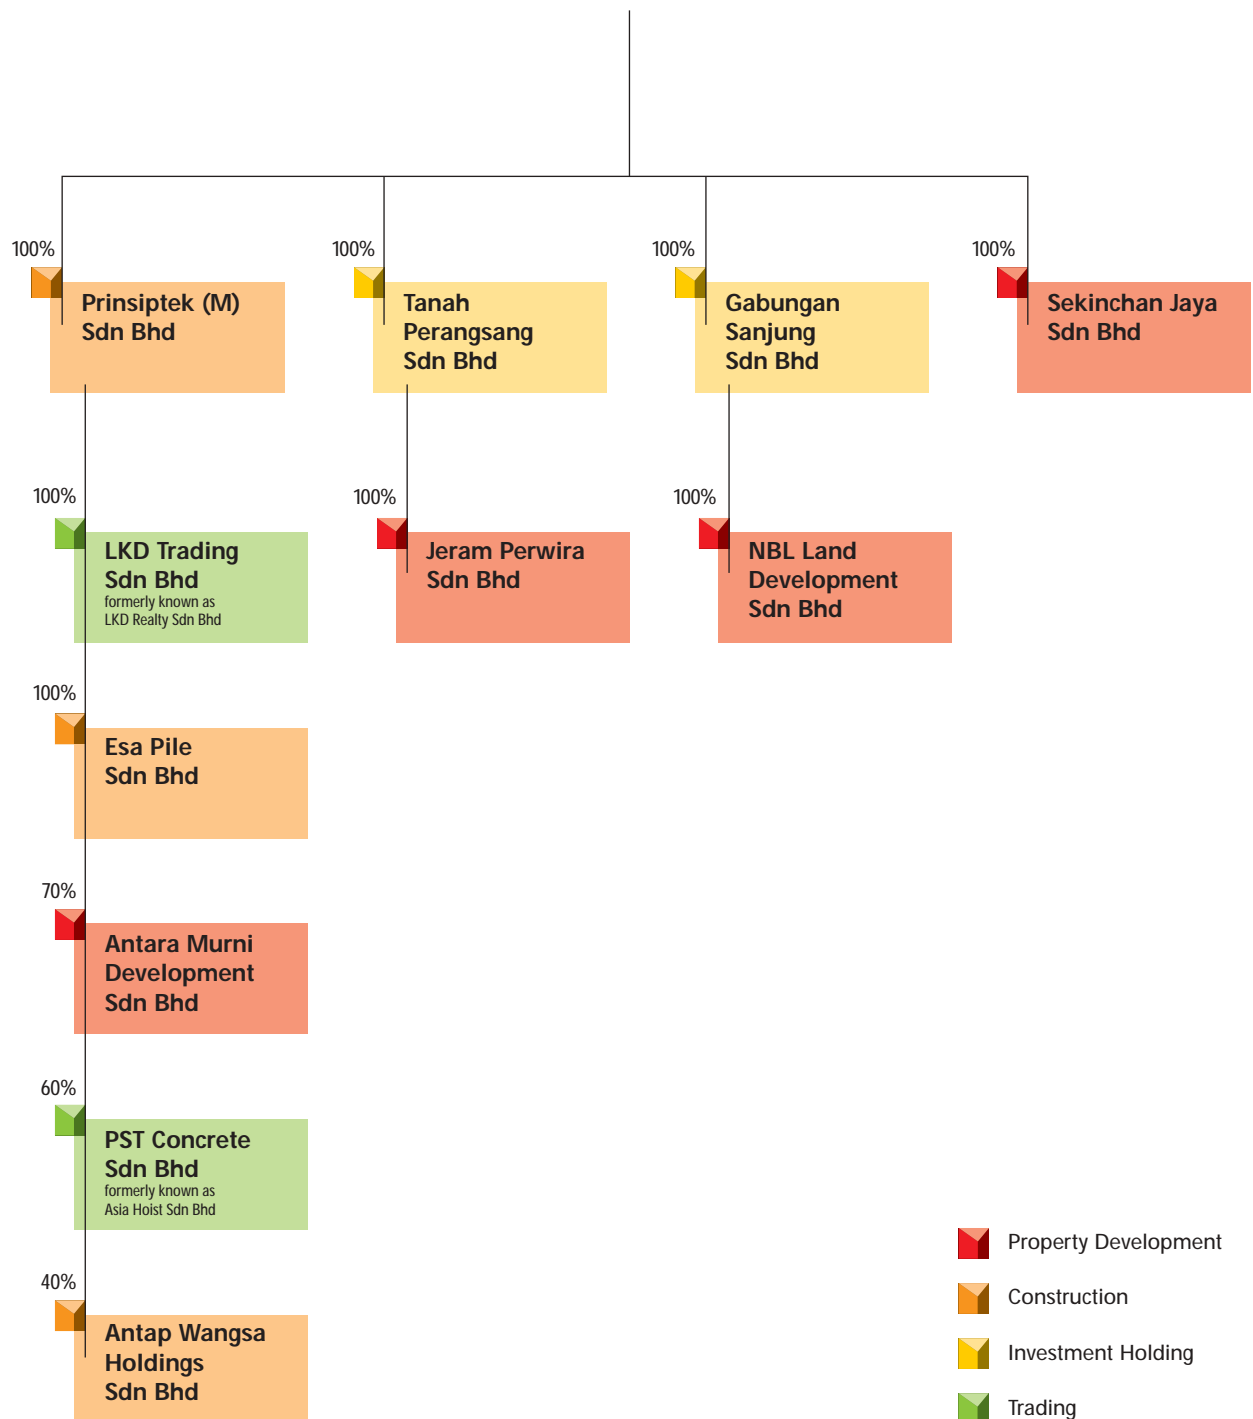 100%
Prinsiptek (M)
Sdn Bhd
100%
Tanah
Perangsang
Sdn Bhd
100%
Gabungan
Sanjung
Sdn Bhd
100%
Sekinchan Jaya
Sdn Bhd
100%
LKD Trading
Sdn Bhd
formerly known as
LKD Realty Sdn Bhd
100%
Jeram Perwira
Sdn Bhd
100%
NBL Land
Development
Sdn Bhd
100%
Esa Pile
Sdn Bhd
70%
Antara Murni
Development
Sdn Bhd
60%
PST Concrete
Sdn Bhd
formerly known as
Asia Hoist Sdn Bhd
40%
Antap Wangsa
Holdings
Sdn Bhd
Property Development
Construction
Investment Holding
Trading